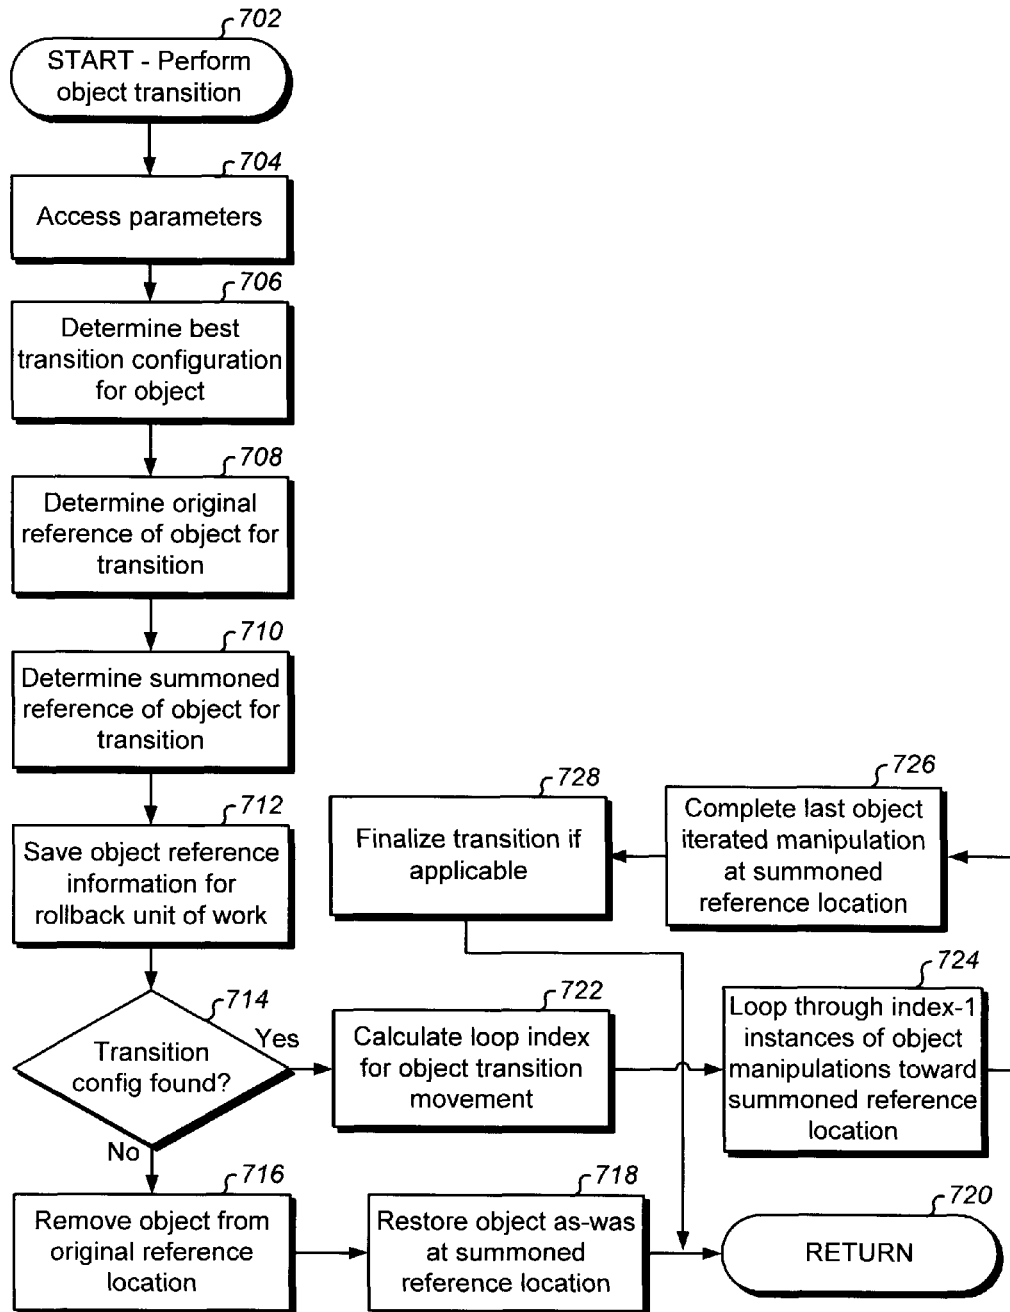 702
START - Perform
object transition
704
Access parameters
706
Determine best
transition configuration
for object
708
Determine original
reference of object for
transition
710
Determine summoned
reference of object for
transition
712
Save object reference
information for
rollback unit of work
728
Finalize transition if
applicable
726
Complete last object
iterated manipulation
at summoned
reference location
714
Transition
config found?
Yes
No
722
Calculate loop index
for object transition
movement
724
Loop through index-1
instances of object
manipulations toward
summoned reference
location
716
Remove object from
original reference
location
718
Restore object as-was
at summoned
reference location
720
RETURN